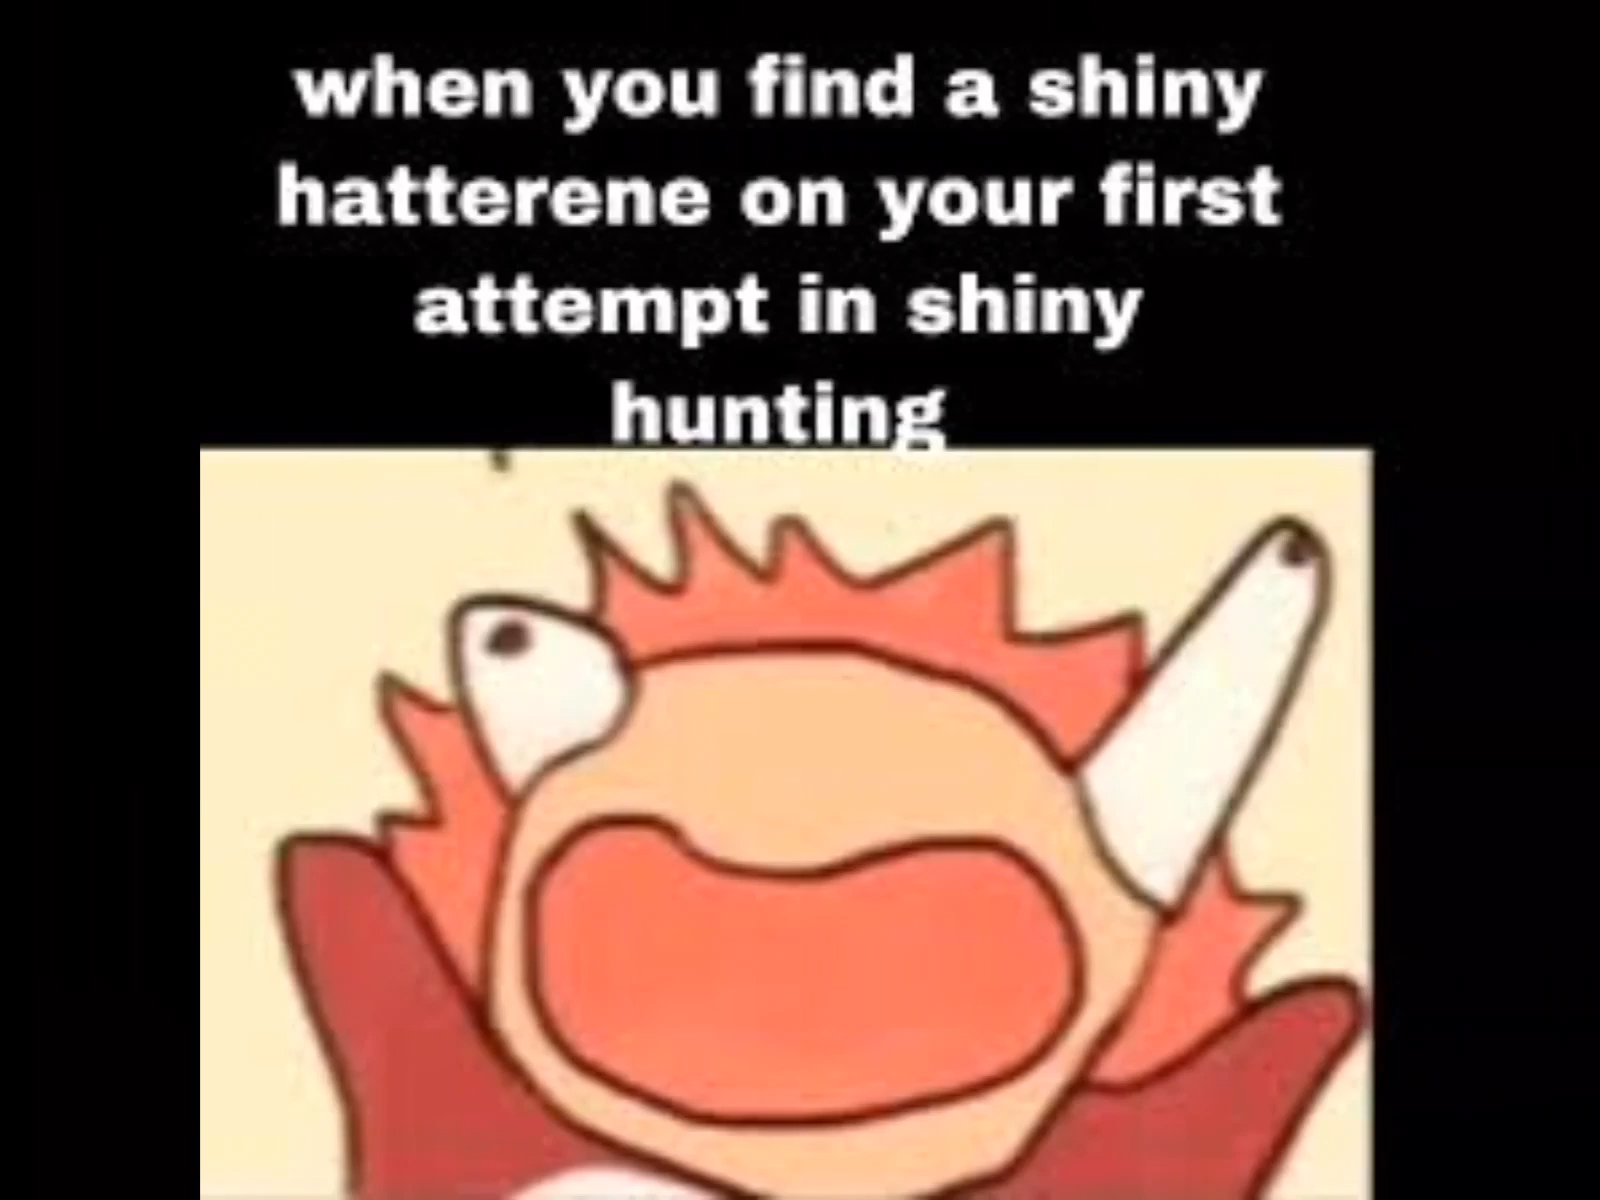 when you find a shiny
hatterene on your first
attempt in shiny
hunting